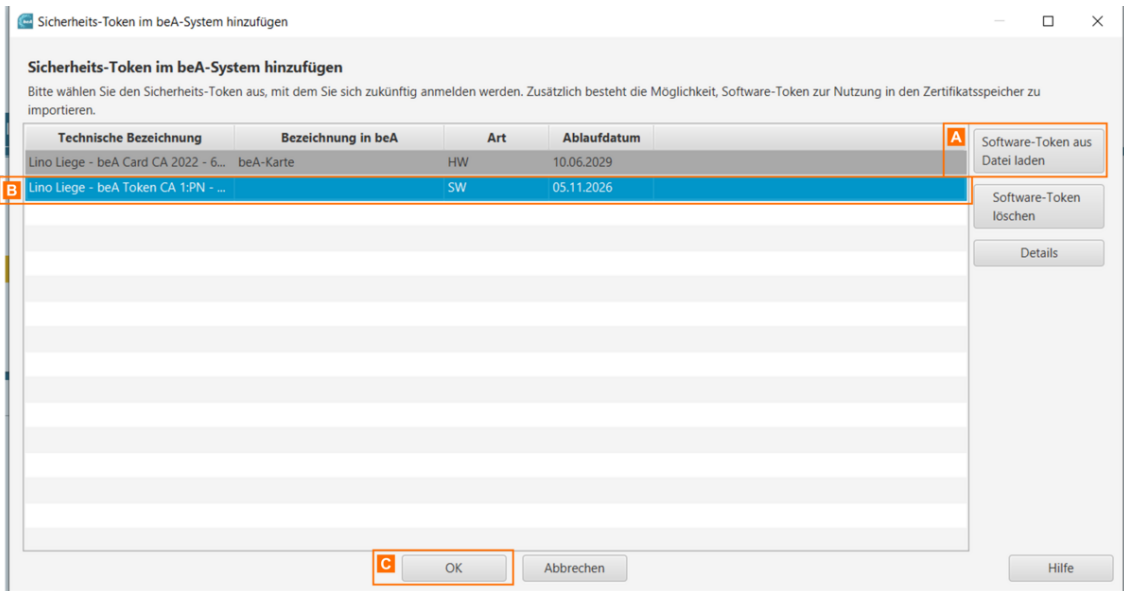 Sicherheits-Token im beA-System hinzufügen
Sicherheits-Token im beA-System hinzufügen
Bitte wählen Sie den Sicherheits-Token aus, mit dem Sie sich zukünftig anmelden werden. Zusätzlich besteht die Möglichkeit, Software-Token zur Nutzung in den Zertifikatsspeicher zu
importieren.
Technische Bezeichnung Bezeichnung in beA Art Ablaufdatum
A Software-Token aus
Datei laden
Lino Liege - beA Card CA 2022 - 6... beA-Karte HW 10.06.2029
B Lino Liege - beA Token CA 1:PN - ... SW 05.11.2026
Software-Token
löschen
Details
C OK Abbrechen Hilfe